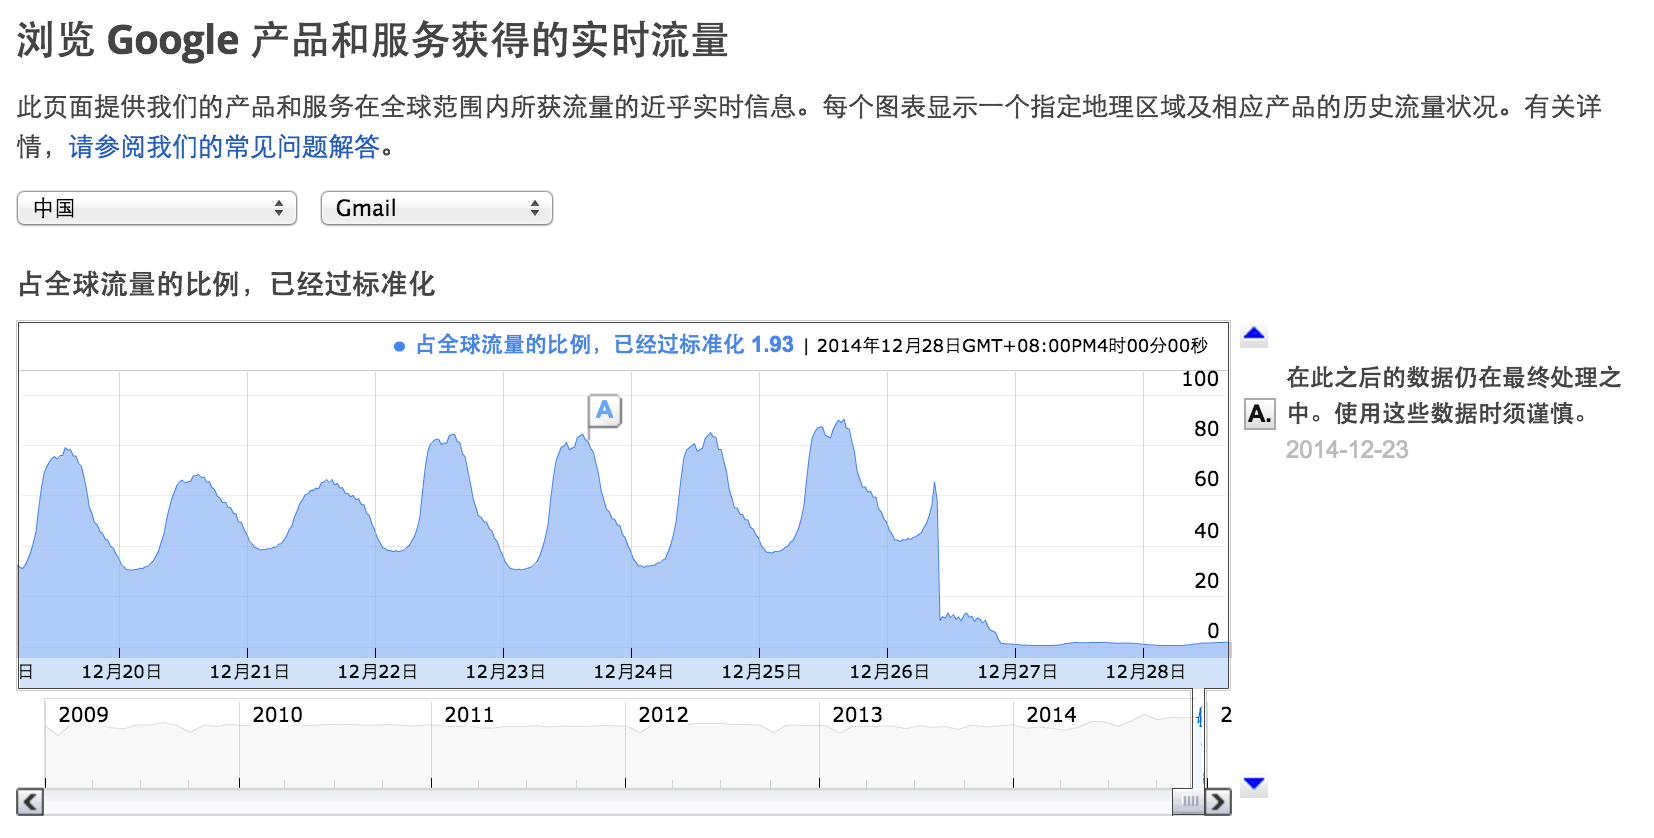 浏览 Google 产品和服务获得的实时流量
此页面提供我们的产品和服务在全球范围内所获流量的近乎实时信息。每个图表显示一个指定地理区域及相应产品的历史流量状况。有关详
情，请参阅我们的常见问题解答。
中国 Gmail
占全球流量的比例，已经过标准化
占全球流量的比例，已经过标准化 1.93 | 2014年12月28日GMT+08:00PM4时00分00秒
100
80
60
40
20
0
A
日 12月20日 12月21日 12月22日 12月23日 12月24日 12月25日 12月26日 12月27日 12月28日
2009 2010 2011 2012 2013 2014 2
A. 在此之后的数据仍在最终处理之
中。使用这些数据时须谨慎。
2014-12-23